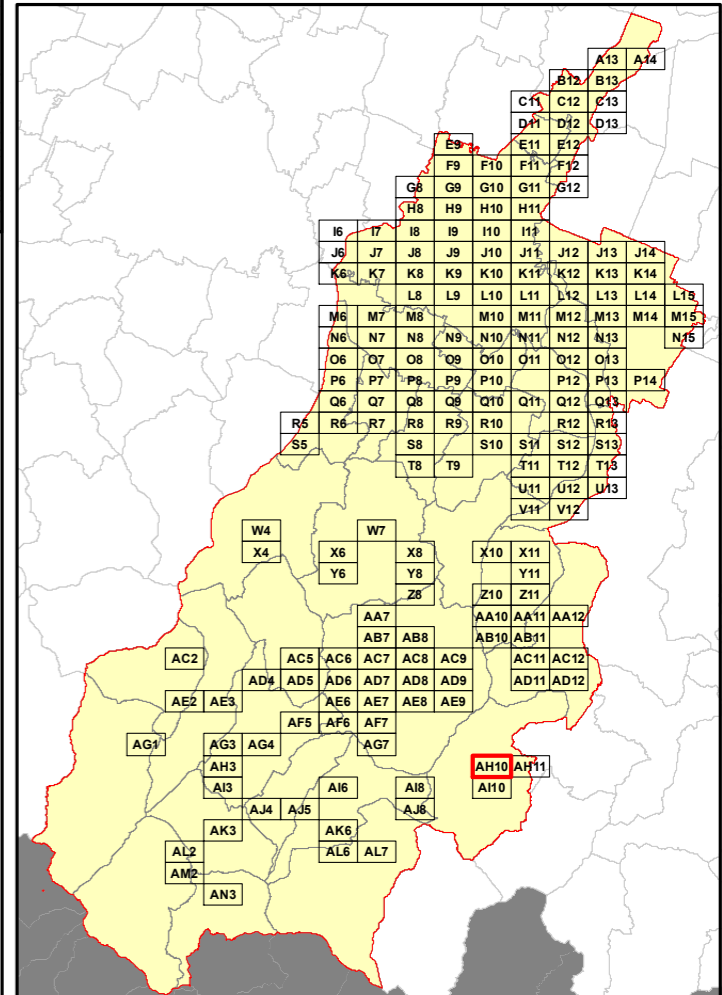 A13 A14
B12 B13
C11 C12 C13
D11 D12 D13
E9 E11 E12
F9 F10 F11 F12
G8 G9 G10 G11 G12
H8 H9 H10 H11
I6 I7 I8 I9 I10 I11
J6 J7 J8 J9 J10 J11 J12 J13 J14
K6 K7 K8 K9 K10 K11 K12 K13 K14
L8 L9 L10 L11 L12 L13 L14 L15
M6 M7 M8 M10 M11 M12 M13 M14 M15
N6 N7 N8 N9 N10 N11 N12 N13 N15
O6 O7 O8 O9 O10 O11 O12 O13
P6 P7 P8 P9 P10 P12 P13 P14
Q6 Q7 Q8 Q9 Q10 Q11 Q12 Q13
R5 R6 R7 R8 R9 R10 R12 R13
S5 S8 S10 S11 S12 S13
T8 T9 T11 T12 T13
U11 U12 U13
V11 V12
W4 W7
X4 X6 X8 X10 X11
Y6 Y8 Y11
Z8 Z10 Z11
AA7 AA10 AA11 AA12
AB7 AB8 AB10 AB11
AC2 AC5 AC6 AC7 AC8 AC9 AC11 AC12
AD4 AD5 AD6 AD7 AD8 AD9 AD11 AD12
AE2 AE3 AE6 AE7 AE8 AE9
AF5 AF6 AF7
AG1 AG3 AG4 AG7
AH3 AH10 AH11
AI3 AI6 AI8 AI10
AJ4 AJ5 AJ8
AK3 AK6
AL2 AL6 AL7
AM2
AN3